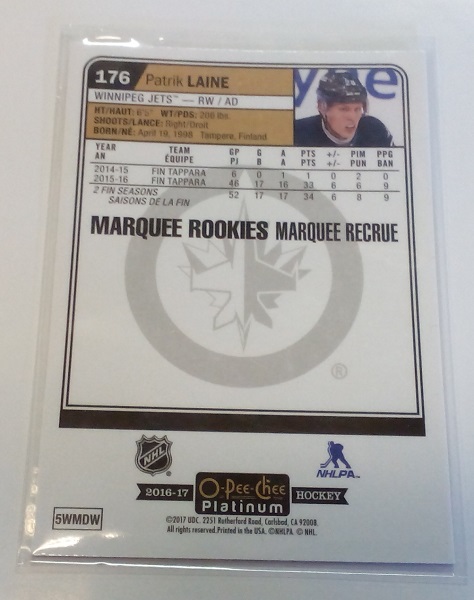 176 Patrik LAINE
WINNIPEG JETS™ — RW / AD
HT/HAUT: WT/PDS: 206 lbs
SHOOTS/LANCE: Right/Droit
BORN/NÉ: April 19, 1998 Tampere, Finland
YEAR TEAM GP G A PTS +/- PIM PPG
AN ÉQUIPE PJ B A PTS +/- PUN BAN
2014-15 FIN TAPPARA 6 0 1 1 0 2 0
2015-16 FIN TAPPARA 46 17 16 33 6 6 9
2 FIN SEASONS 52 17 17 34 6 8 9
SAISONS DE LA FIN
MARQUEE ROOKIES MARQUEE RECRUE
®
NHL
NHLPA
2016-17 O-Pee-Chee HOCKEY
Platinum
5WMDW
©2017 UDC. 2251 Rutherford Road, Carlsbad, CA 92008.
All rights reserved. Printed in the USA. ©NHLPA. © NHL.